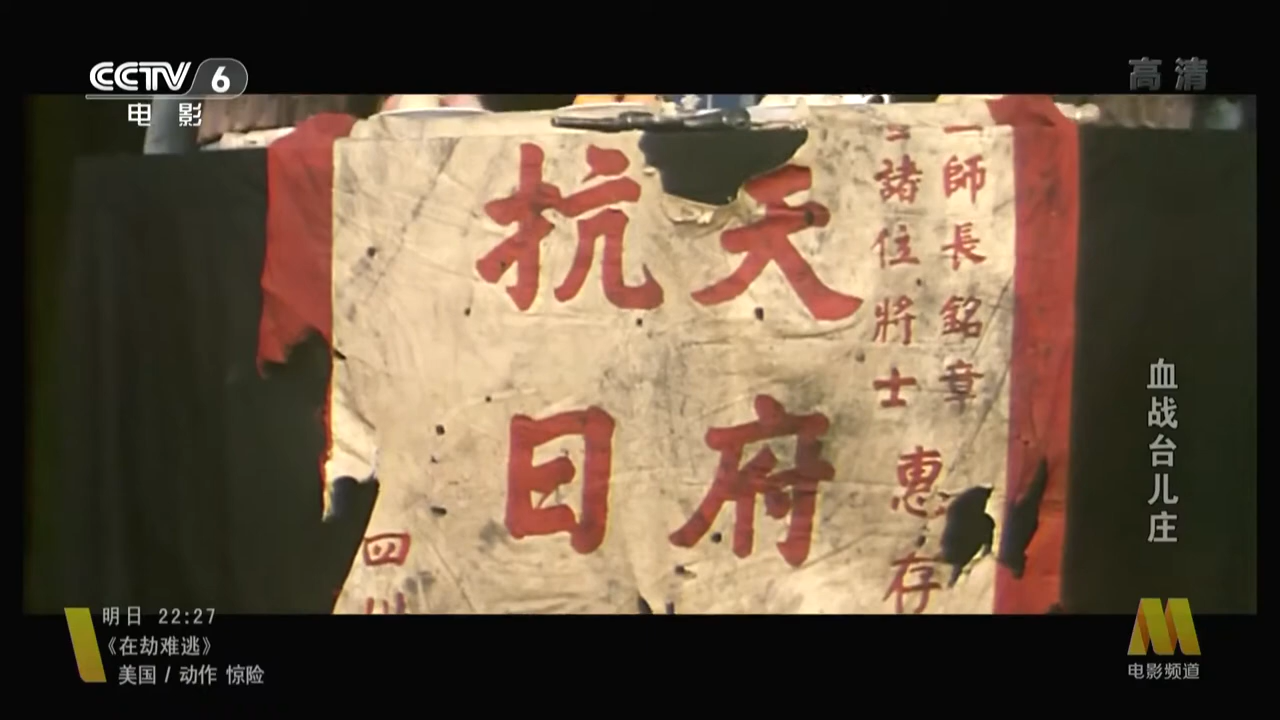 CCTV 6
电影
高清
師長銘章
諸位將士
惠存
天府
抗日
四川
血战台儿庄
明日 22:27
《在劫难逃》
美国 / 动作 惊险
电影频道